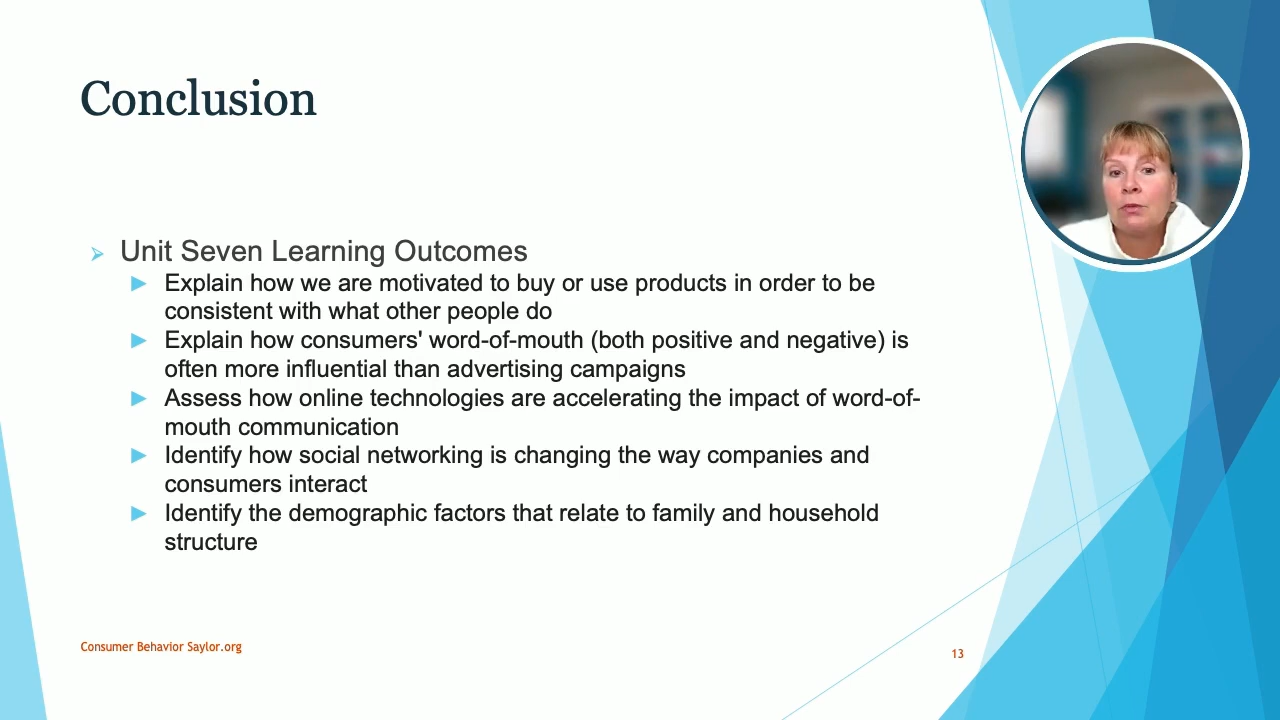 Conclusion
Unit Seven Learning Outcomes
Explain how we are motivated to buy or use products in order to be
consistent with what other people do
Explain how consumers' word-of-mouth (both positive and negative) is
often more influential than advertising campaigns
Assess how online technologies are accelerating the impact of word-of-
mouth communication
Identify how social networking is changing the way companies and
consumers interact
Identify the demographic factors that relate to family and household
structure
Consumer Behavior Saylor.org
13